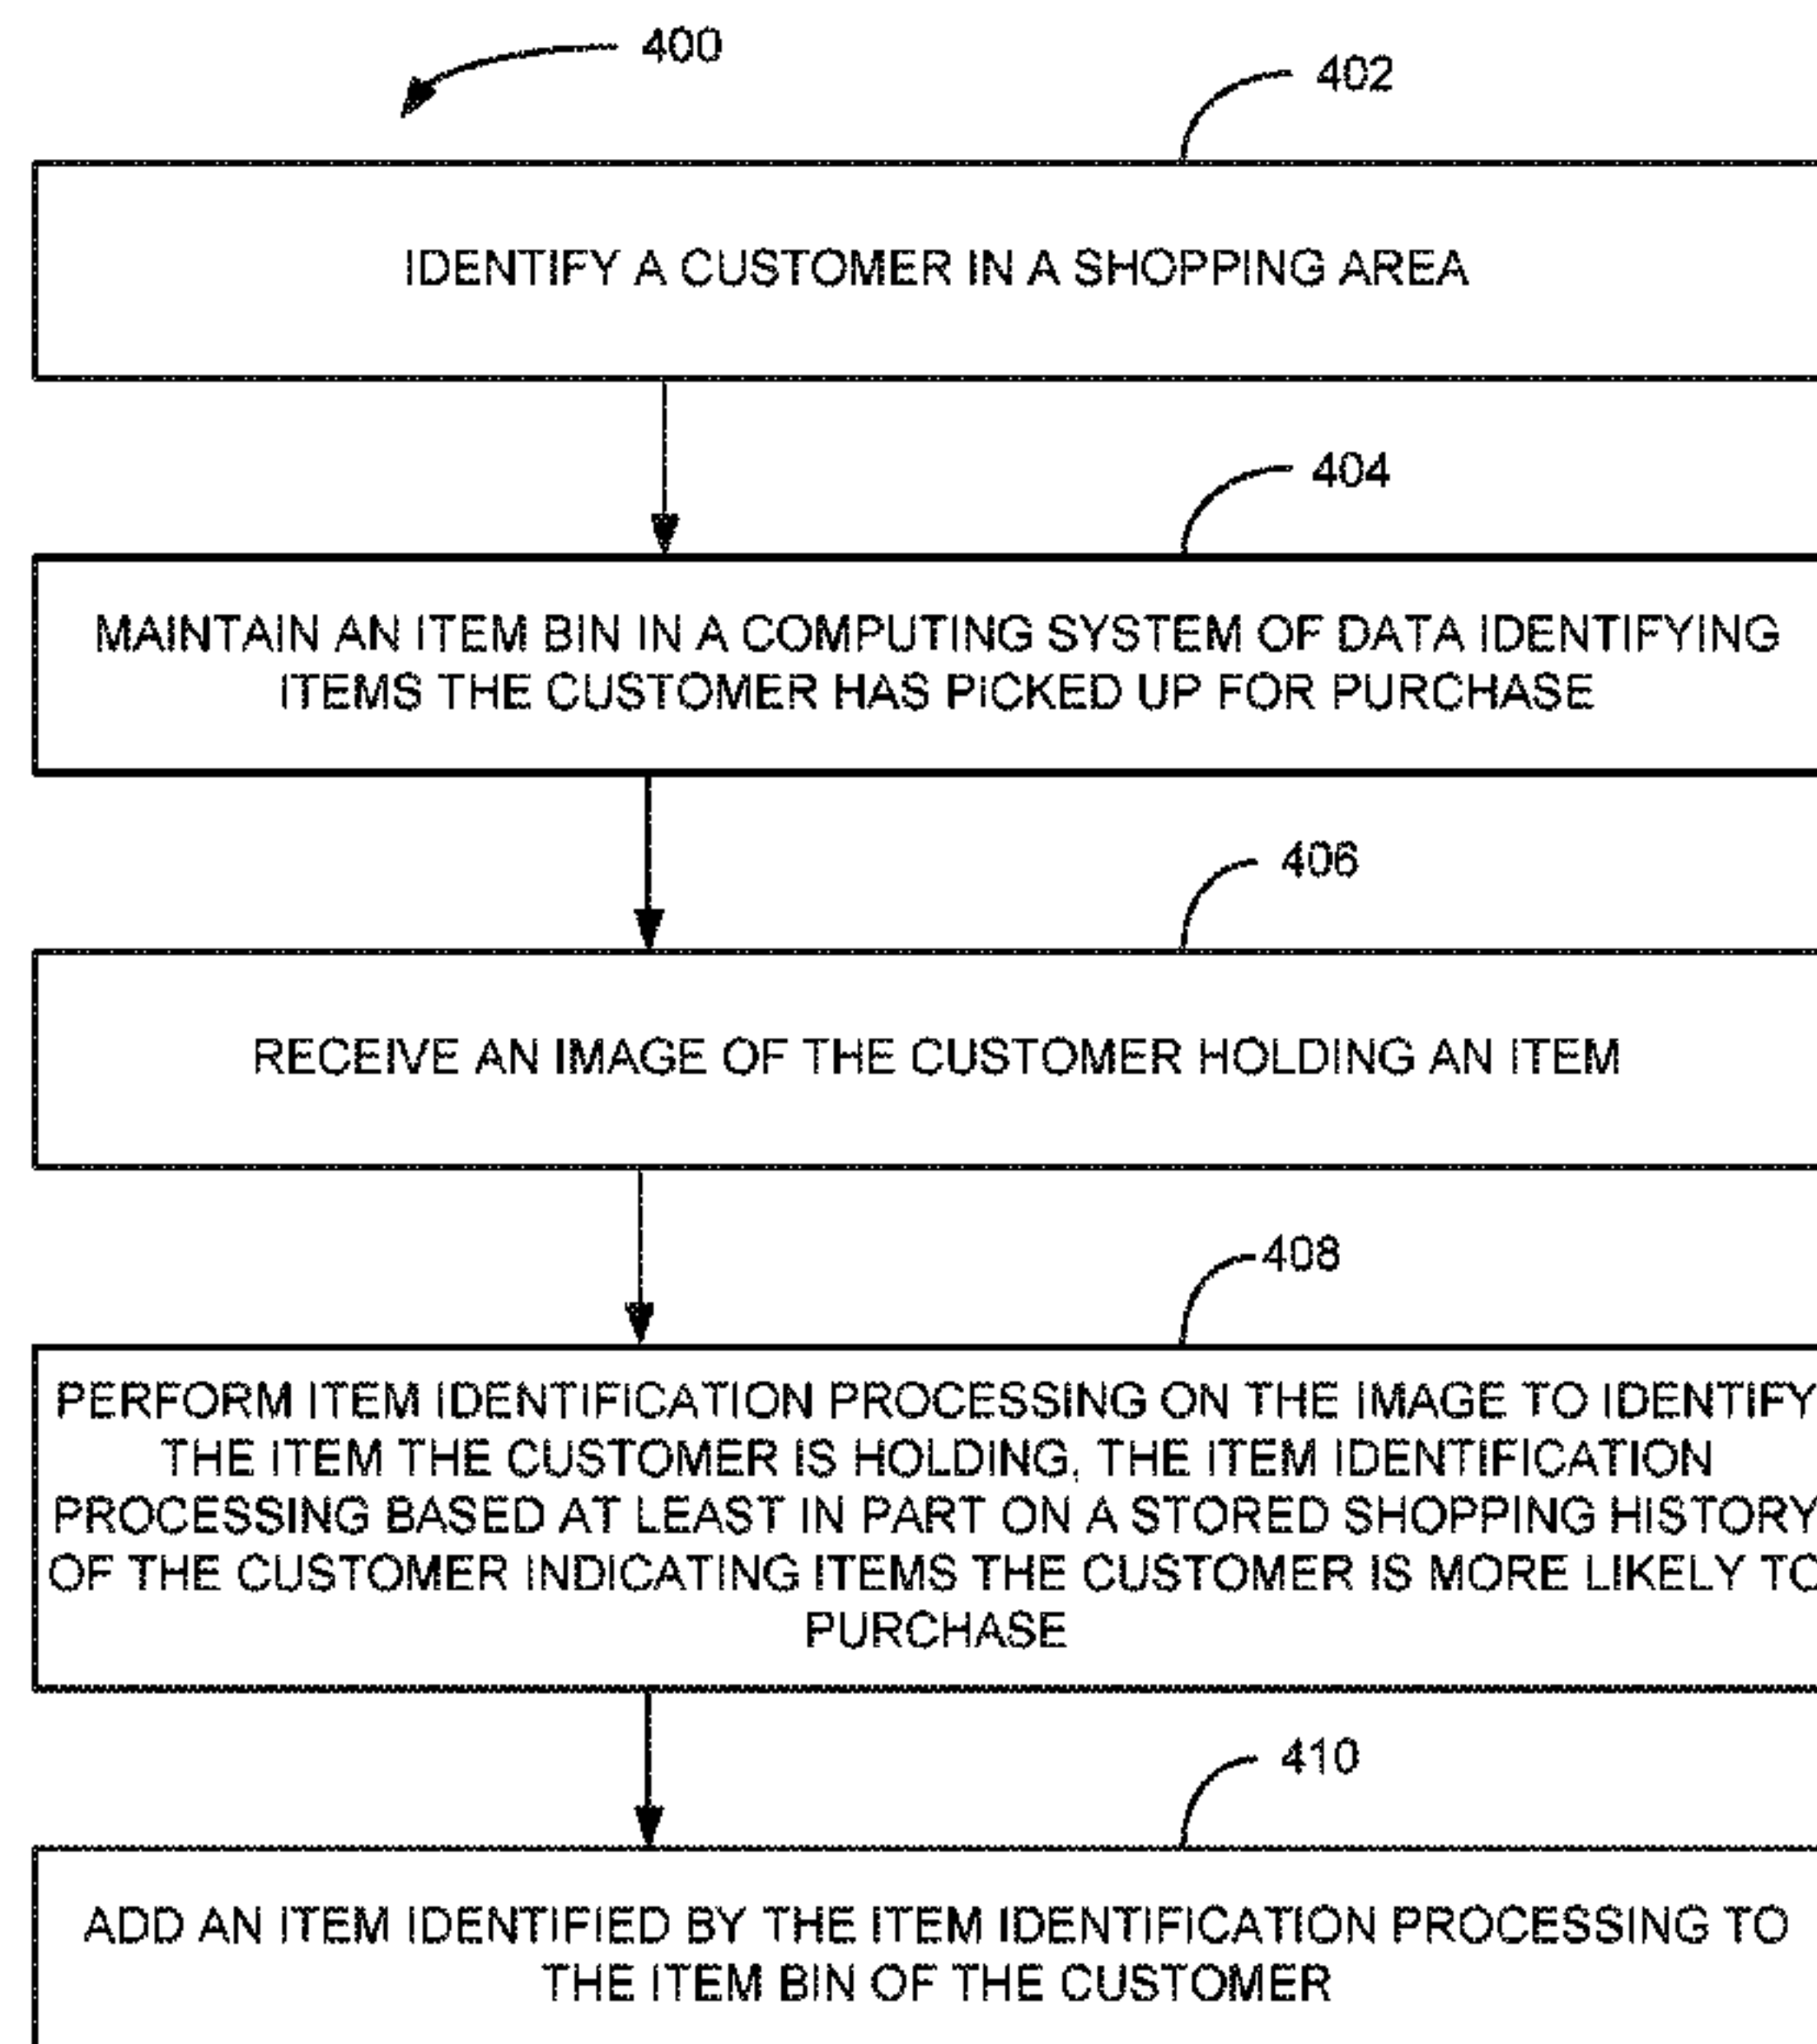 400
402
IDENTIFY A CUSTOMER IN A SHOPPING AREA
404
MAINTAIN AN ITEM BIN IN A COMPUTING SYSTEM OF DATA IDENTIFYING
ITEMS THE CUSTOMER HAS PICKED UP FOR PURCHASE
406
RECEIVE AN IMAGE OF THE CUSTOMER HOLDING AN ITEM
408
PERFORM ITEM IDENTIFICATION PROCESSING ON THE IMAGE TO IDENTIFY
THE ITEM THE CUSTOMER IS HOLDING, THE ITEM IDENTIFICATION
PROCESSING BASED AT LEAST IN PART ON A STORED SHOPPING HISTORY
OF THE CUSTOMER INDICATING ITEMS THE CUSTOMER IS MORE LIKELY TO
PURCHASE
410
ADD AN ITEM IDENTIFIED BY THE ITEM IDENTIFICATION PROCESSING TO
THE ITEM BIN OF THE CUSTOMER